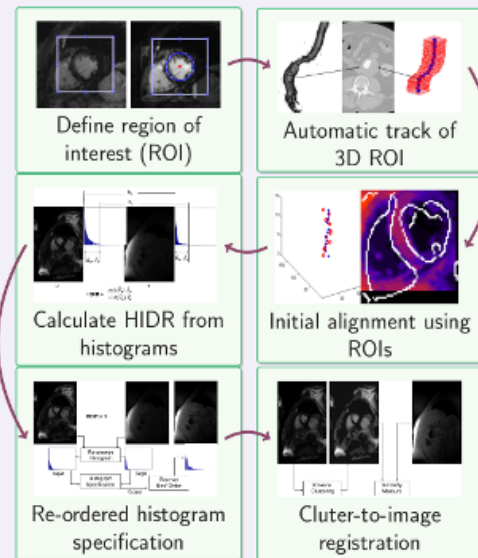 Define region of
interest (ROI)
Automatic track of
3D ROI
Initial alignment using
ROIs
Calculate HIDR from
histograms
Re-ordered histogram
specification
Cluter-to-image
registration